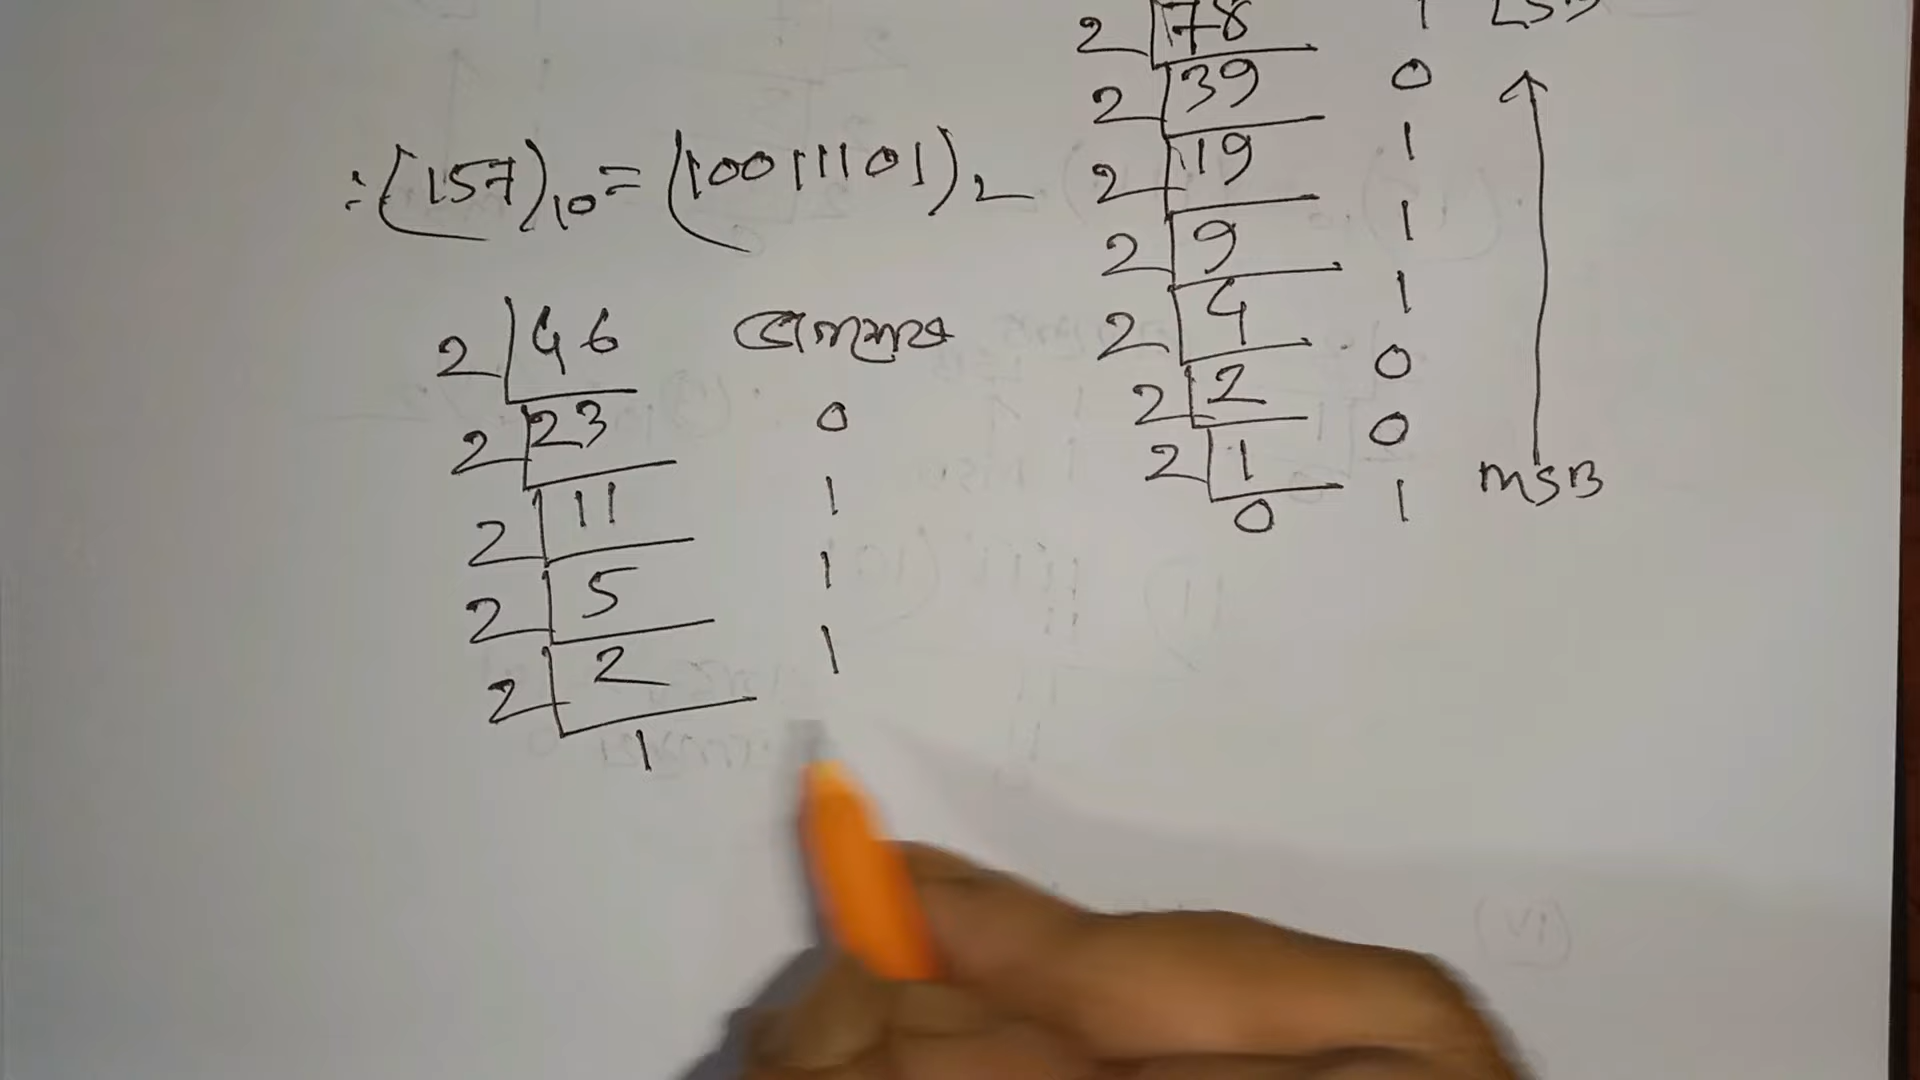 2 78 1 LSB
2 39 0
2 19 1
2 9 1
2 4 1
2 2 0
2 1 0 MSB
0 1
∴(157)10 = (10011101)2
2 46
2 23 0
2 11 1
2 5 1
2 2 1
1